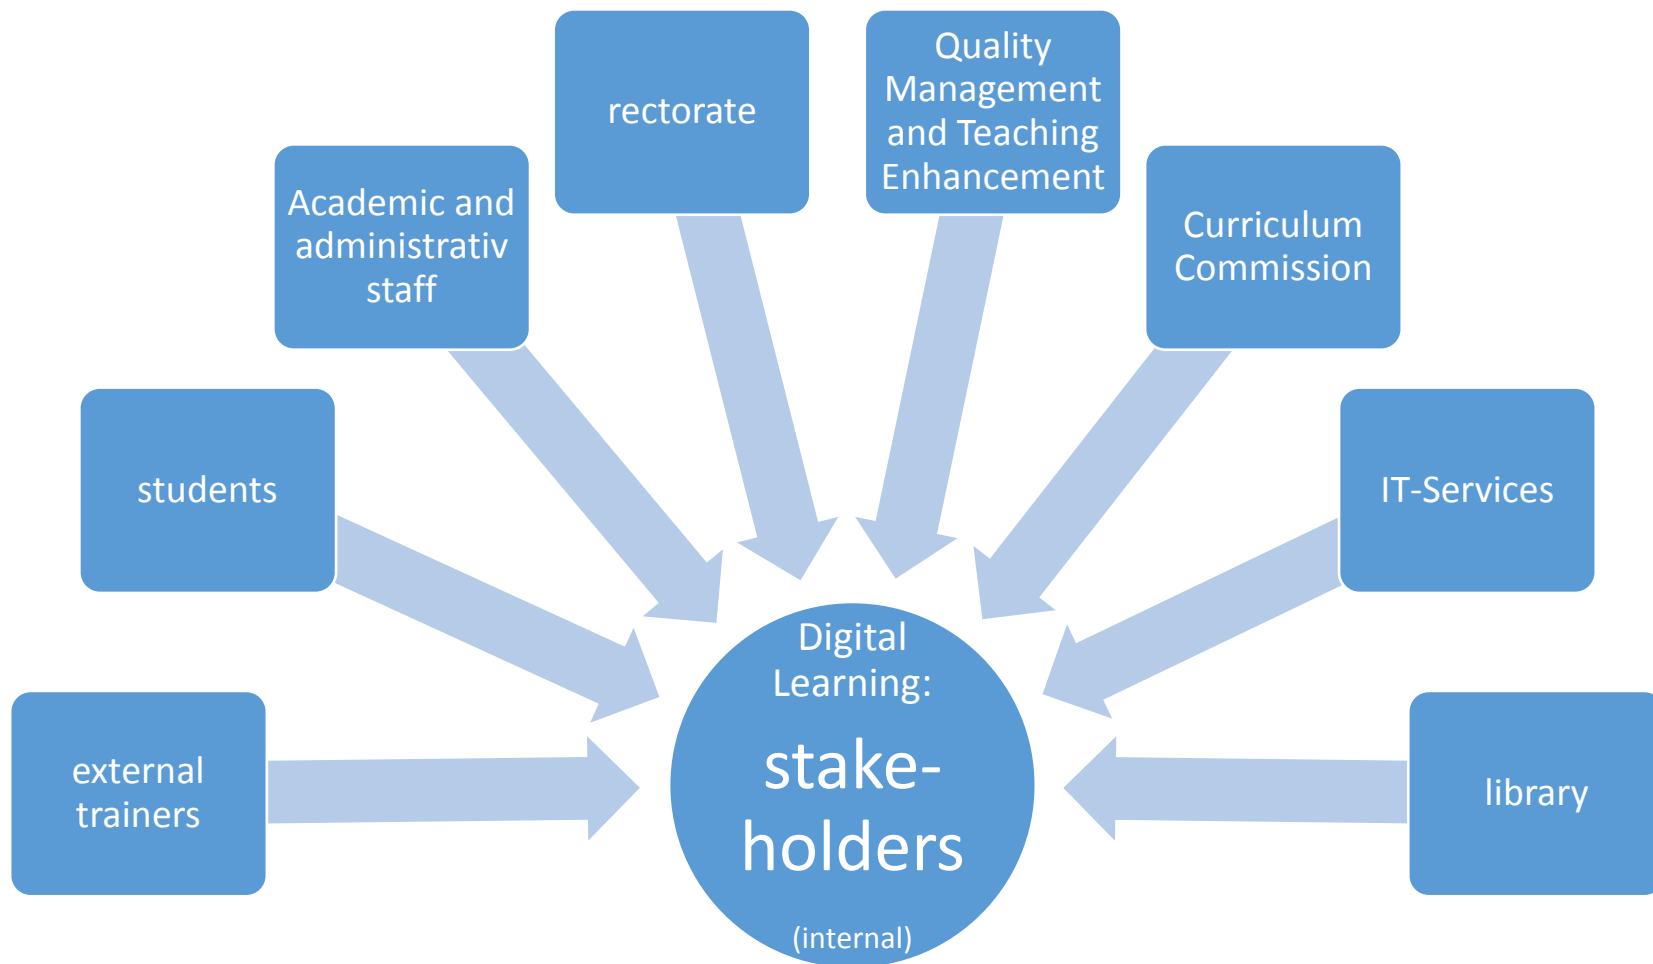 rectorate
Quality
Management
and Teaching
Enhancement
Academic and
administrativ
staff
Curriculum
Commission
students
IT-Services
external
trainers
Digital
Learning:
stake-
holders
(internal)
library